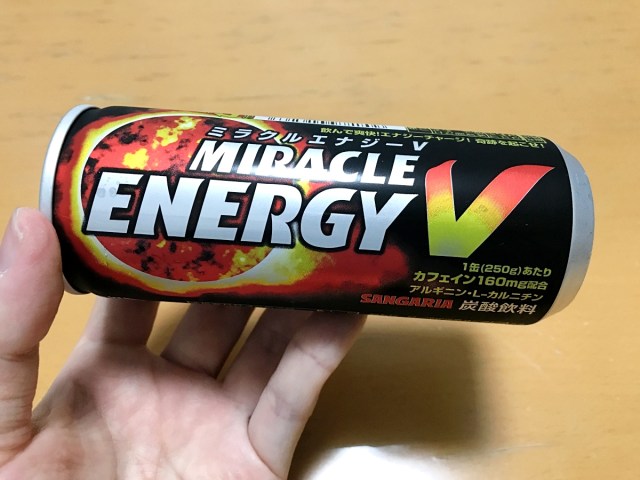 飲んで爽快!エナジーチャージ!奇跡を起こせ!
ミラクルエナジーV
MIRACLE
ENERGY V
1缶(250g)あたり
カフェイン160mg配合
アルギニン・L-カルニチン
SANGARIA 炭酸飲料